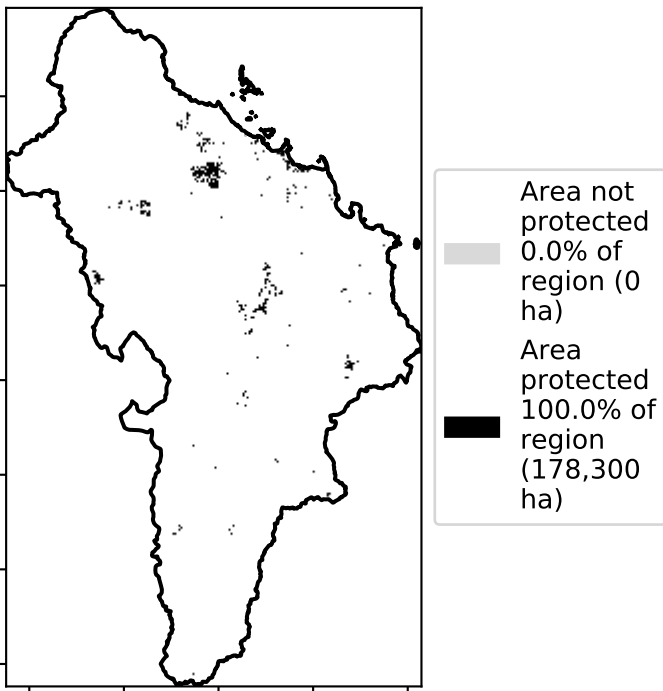 Area not
protected
0.0% of
region (0
ha)
Area
protected
100.0% of
region
(178,300
ha)